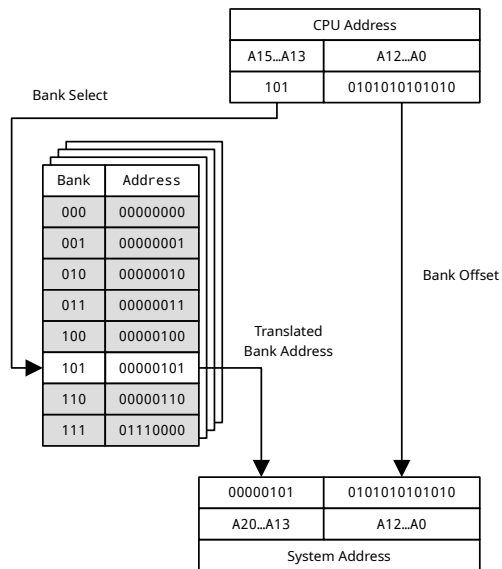 CPU Address
A15…A13 A12…A0
101 0101010101010
Bank Select
Bank Address
000 00000000
001 00000001
010 00000010
011 00000011
100 00000100
101 00000101
110 00000110
111 01110000
Bank Offset
Translated
Bank Address
00000101 0101010101010
A20…A13 A12…A0
System Address